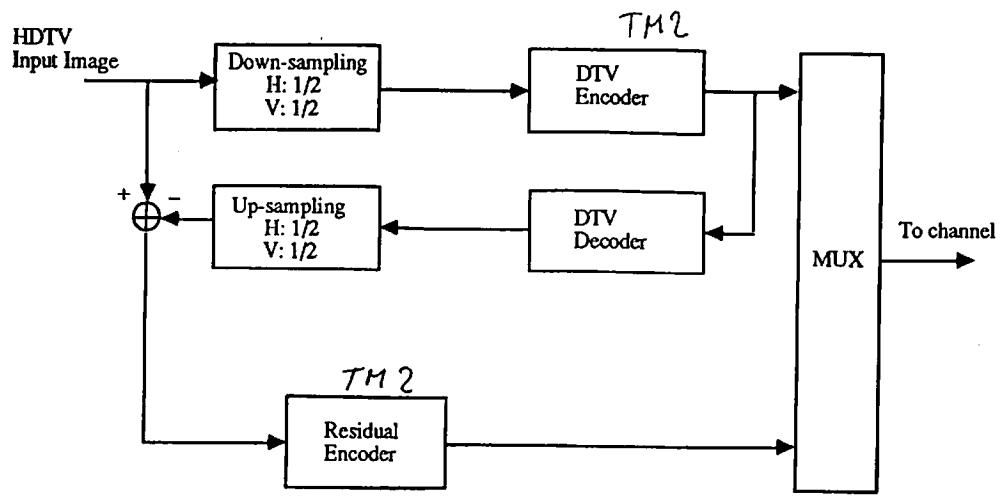 TM2
HDTV
Input Image
Down-sampling
H: 1/2
V: 1/2
DTV
Encoder
+
−
Up-sampling
H: 1/2
V: 1/2
DTV
Decoder
MUX
To channel
TM2
Residual
Encoder